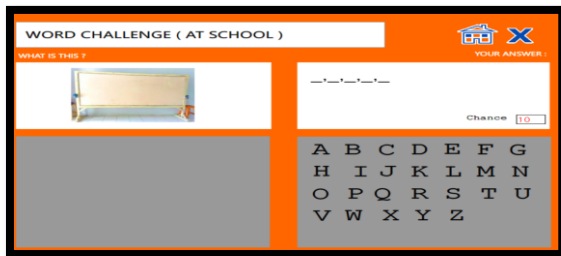 WORD CHALLENGE ( AT SCHOOL )
WHAT IS THIS ?
YOUR ANSWER :
_._._._._
Chance 10
A B C D E F G
H I J K L M N
O P Q R S T U
V W X Y Z